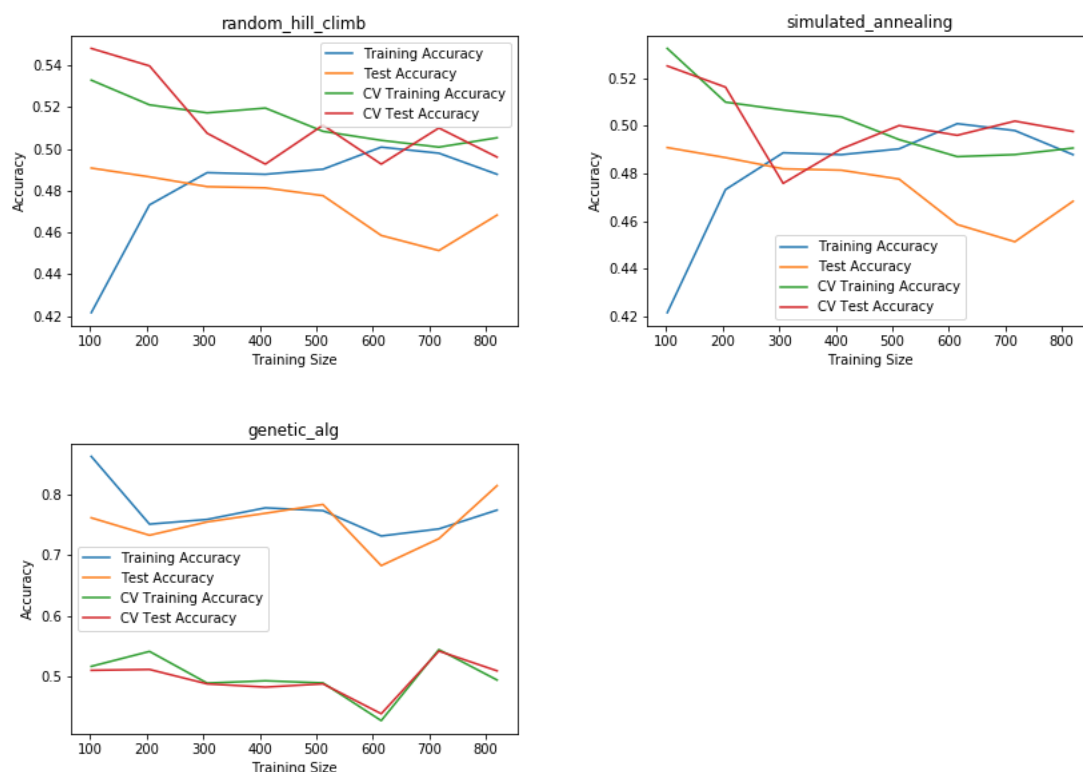 random_hill_climb
0.54
0.52
0.50
0.48
0.46
0.44
0.42
Accuracy
Training Accuracy
Test Accuracy
CV Training Accuracy
CV Test Accuracy
100 200 300 400 500 600 700 800
Training Size
simulated_annealing
0.52
0.50
0.48
0.46
0.44
0.42
Accuracy
Training Accuracy
Test Accuracy
CV Training Accuracy
CV Test Accuracy
100 200 300 400 500 600 700 800
Training Size
genetic_alg
0.8
0.7
0.6
0.5
Accuracy
Training Accuracy
Test Accuracy
CV Training Accuracy
CV Test Accuracy
100 200 300 400 500 600 700 800
Training Size